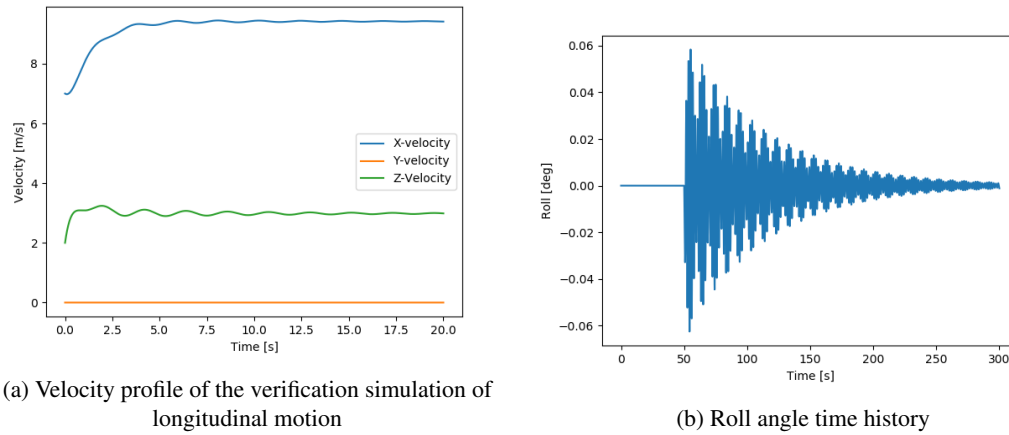 8
6
4
2
0
Velocity [m/s]
X-velocity
Y-velocity
Z-Velocity
0.0 2.5 5.0 7.5 10.0 12.5 15.0 17.5 20.0
Time [s]
(a) Velocity profile of the verification simulation of
longitudinal motion
0.06
0.04
0.02
0.00
−0.02
−0.04
−0.06
Roll [deg]
0 50 100 150 200 250 300
Time [s]
(b) Roll angle time history